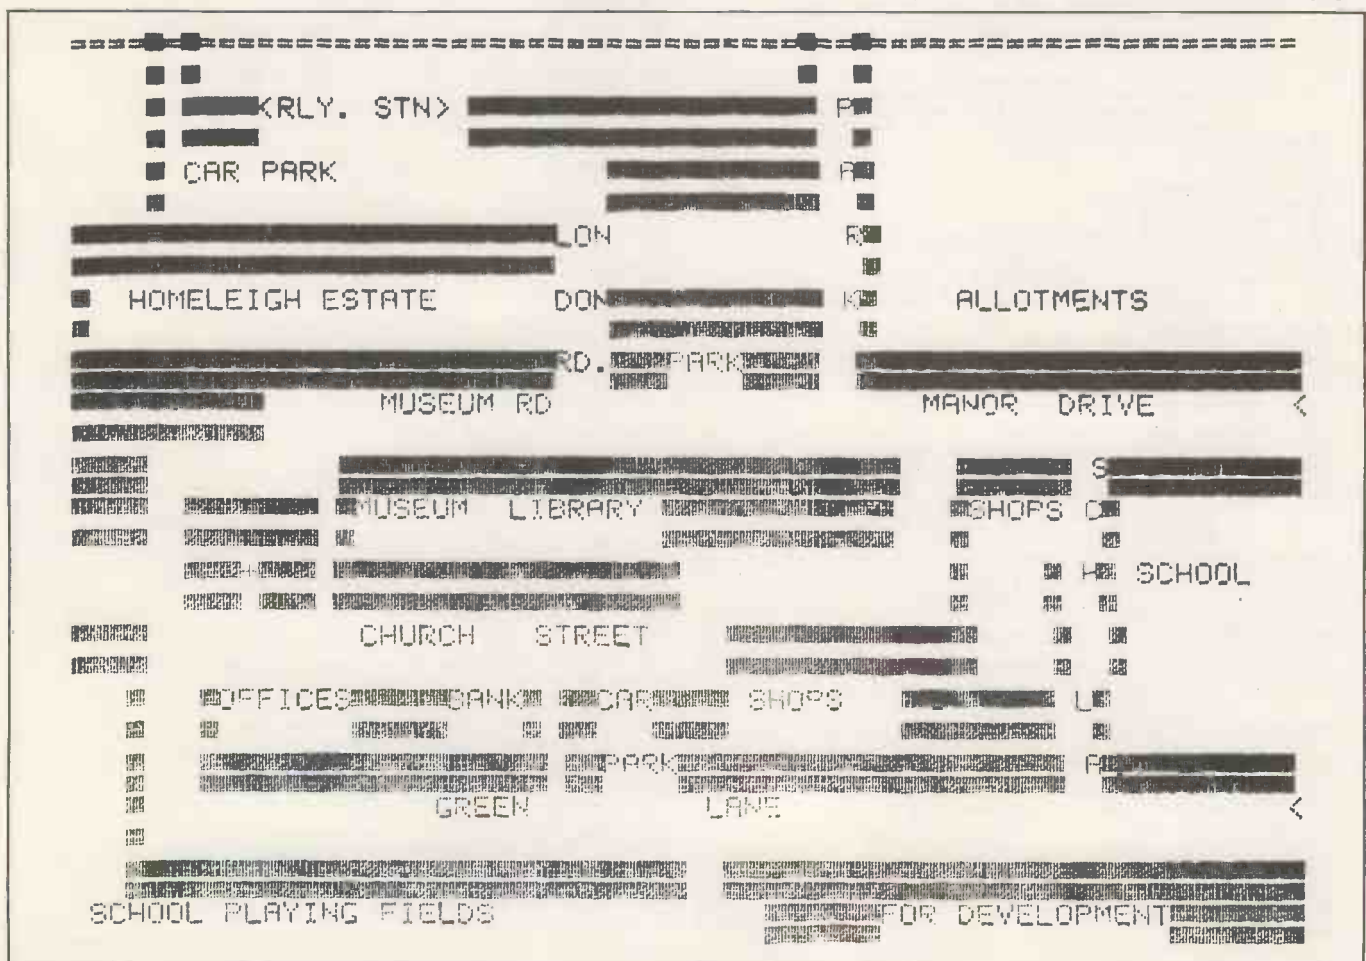 <RLY. STN> P
CAR PARK A
LON R
HOMELEIGH ESTATE DON K ALLOTMENTS
RD. PARK
MUSEUM RD MANOR DRIVE <
S
MUSEUM LIBRARY SHOPS C
H H SCHOOL
CHURCH STREET
OFFICES BANK CAR SHOPS L
PARK A
GREEN LANE <
SCHOOL PLAYING FIELDS FOR DEVELOPMENT